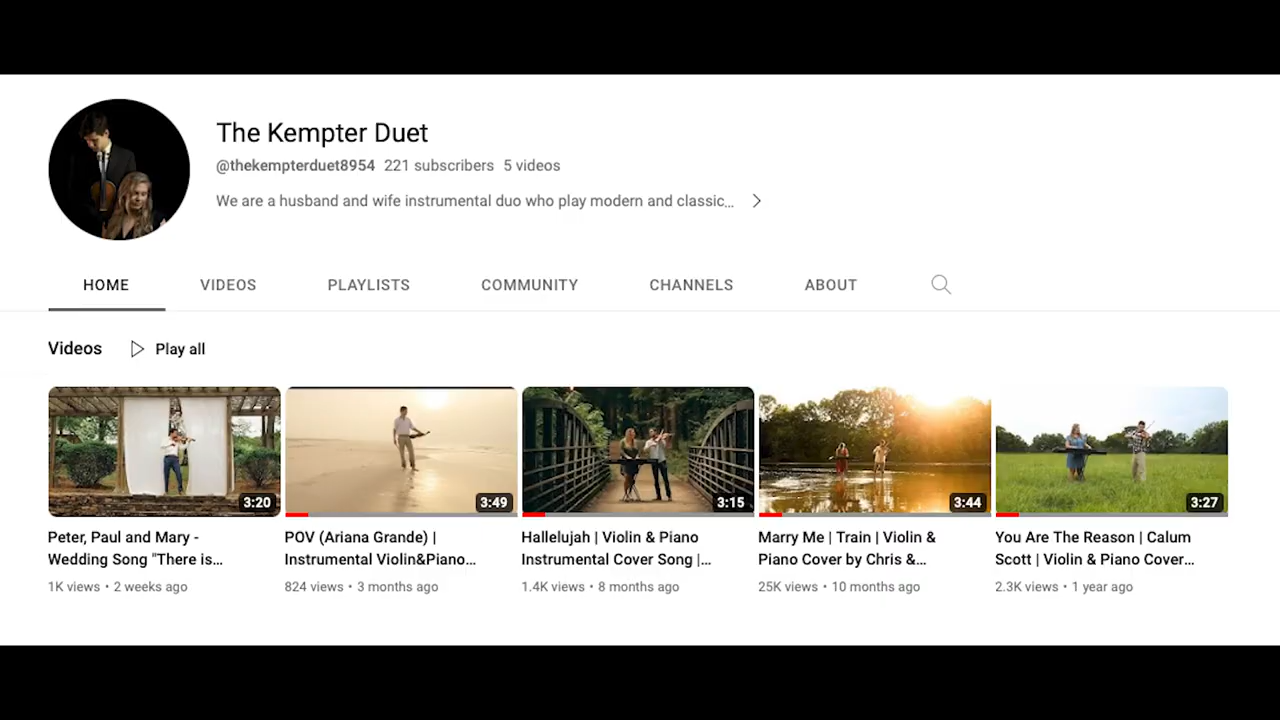 The Kempter Duet
@thekempterduet8954 221 subscribers 5 videos
We are a husband and wife instrumental duo who play modern and classic...
HOME VIDEOS PLAYLISTS COMMUNITY CHANNELS ABOUT
Videos Play all
3:20 3:49 3:15 3:44 3:27
Peter, Paul and Mary -
Wedding Song "There is...
1K views • 2 weeks ago
POV (Ariana Grande) |
Instrumental Violin&Piano...
824 views • 3 months ago
Hallelujah | Violin & Piano
Instrumental Cover Song |...
1.4K views • 8 months ago
Marry Me | Train | Violin &
Piano Cover by Chris &...
25K views • 10 months ago
You Are The Reason | Calum
Scott | Violin & Piano Cover...
2.3K views • 1 year ago